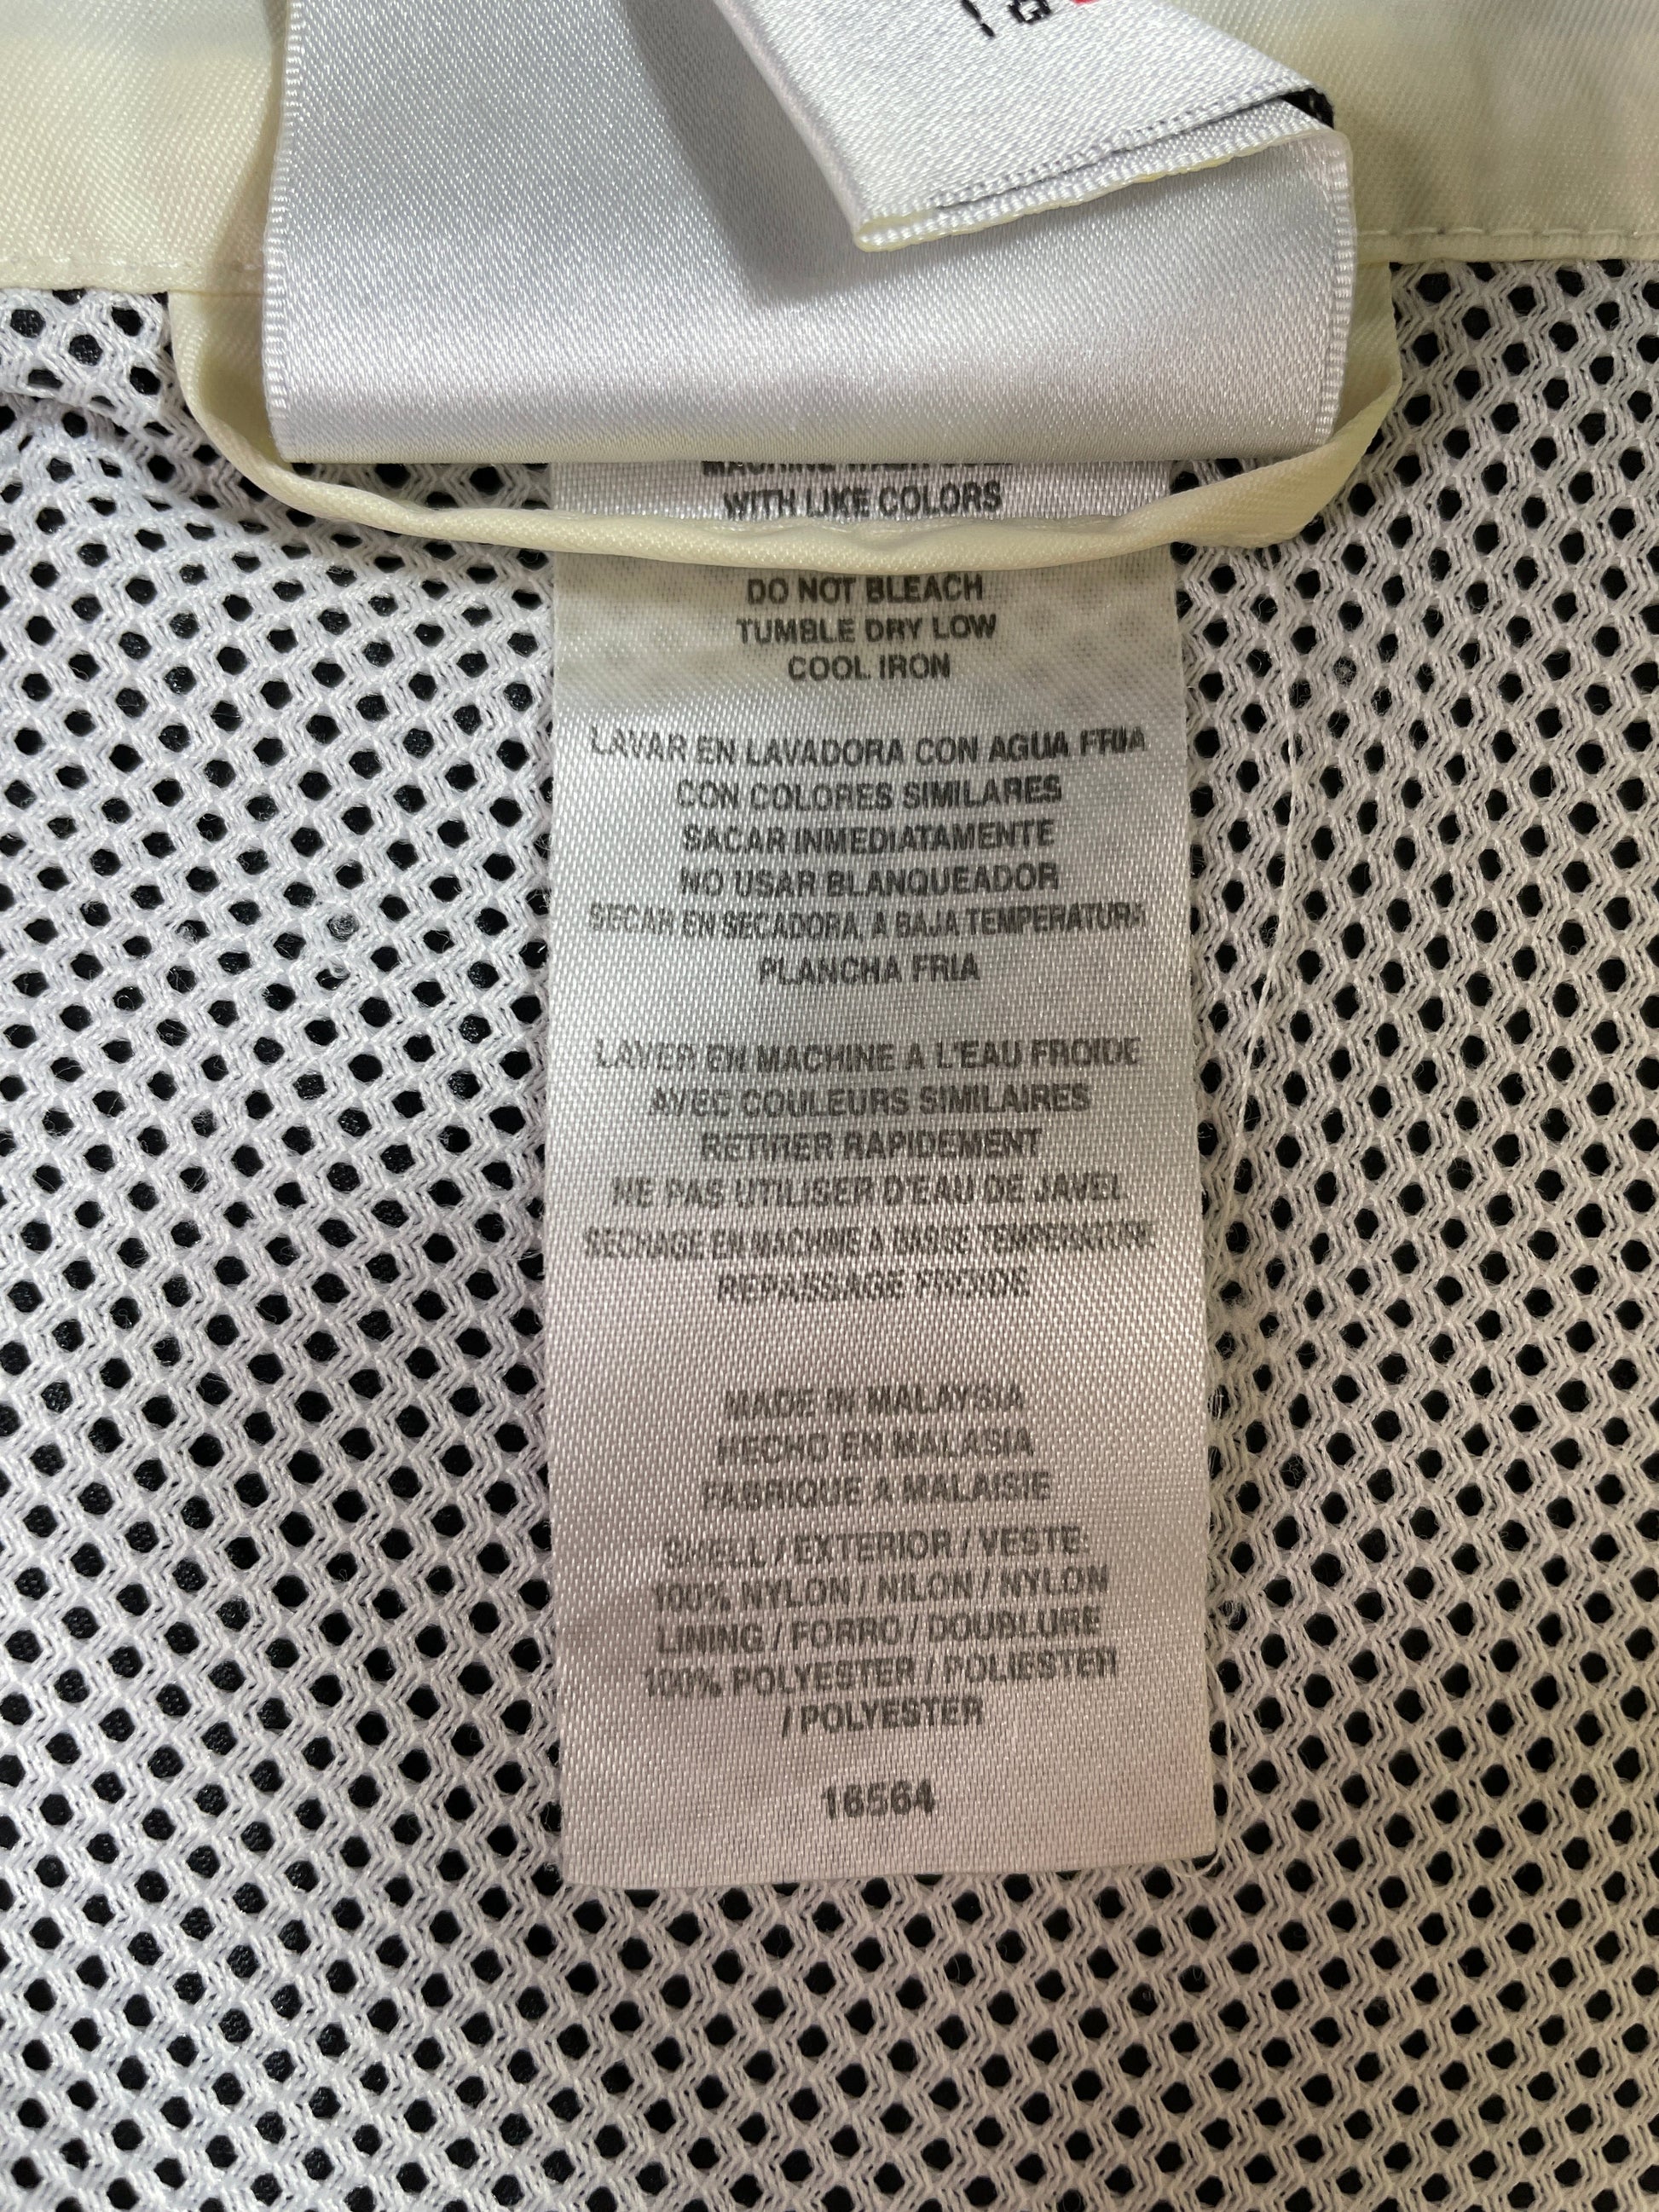 G
MACHINE WASH COLD
WITH LIKE COLORS
DO NOT BLEACH
TUMBLE DRY LOW
COOL IRON
LAVAR EN LAVADORA CON AGUA FRIA
CON COLORES SIMILARES
SACAR INMEDIATAMENTE
NO USAR BLANQUEADOR
SECAR EN SECADORA, A BAJA TEMPERATURA
PLANCHA FRIA
LAVER EN MACHINE A L'EAU FROIDE
AVEC COULEURS SIMILAIRES
RETIRER RAPIDEMENT
NE PAS UTILISER D'EAU DE JAVEL
SECHAGE EN MACHINE A BASSE TEMPERATURE
REPASSAGE FROIDE
MADE IN MALAYSIA
HECHO EN MALASIA
FABRIQUE A MALAISIE
SHELL / EXTERIOR / VESTE
100% NYLON / NILON / NYLON
LINING / FORRO / DOUBLURE
100% POLYESTER / POLIESTER
/ POLYESTER
16564